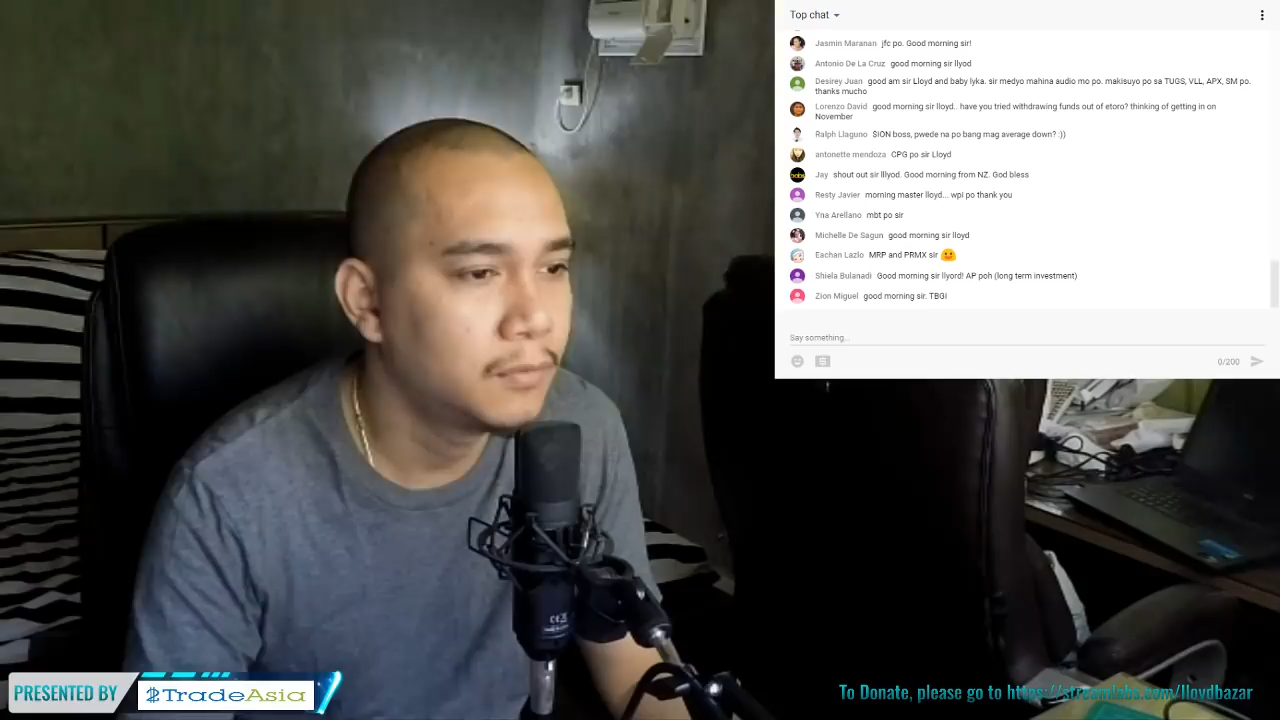 Top chat
Jasmin Maranan jfc po. Good morning sir!
Antonio De La Cruz good morning sir llyod
Desirey Juan good am sir Lloyd and baby lyka. sir medyo mahina audio mo po. makisuyo po sa TUGS, VLL, APX, SM po.
thanks mucho
Lorenzo David good morning sir lloyd.. have you tried withdrawing funds out of etoro? thinking of getting in on
November
Ralph Llaguno $ION boss, pwede na po bang mag average down? :))
antonette mendoza CPG po sir Lloyd
Jay shout out sir lllyod. Good morning from NZ. God bless
Resty Javier morning master lloyd... wpi po thank you
Yna Arellano mbt po sir
Michelle De Sagun good morning sir lloyd
Eachan Lazlo MRP and PRMX sir
Shiela Bulanadi Good morning sir llyord! AP poh (long term investment)
Zion Miguel good morning sir. TBGI
Say something...
0/200
PRESENTED BY $TradeAsia
To Donate, please go to https://streamlabs.com/lloydbazar